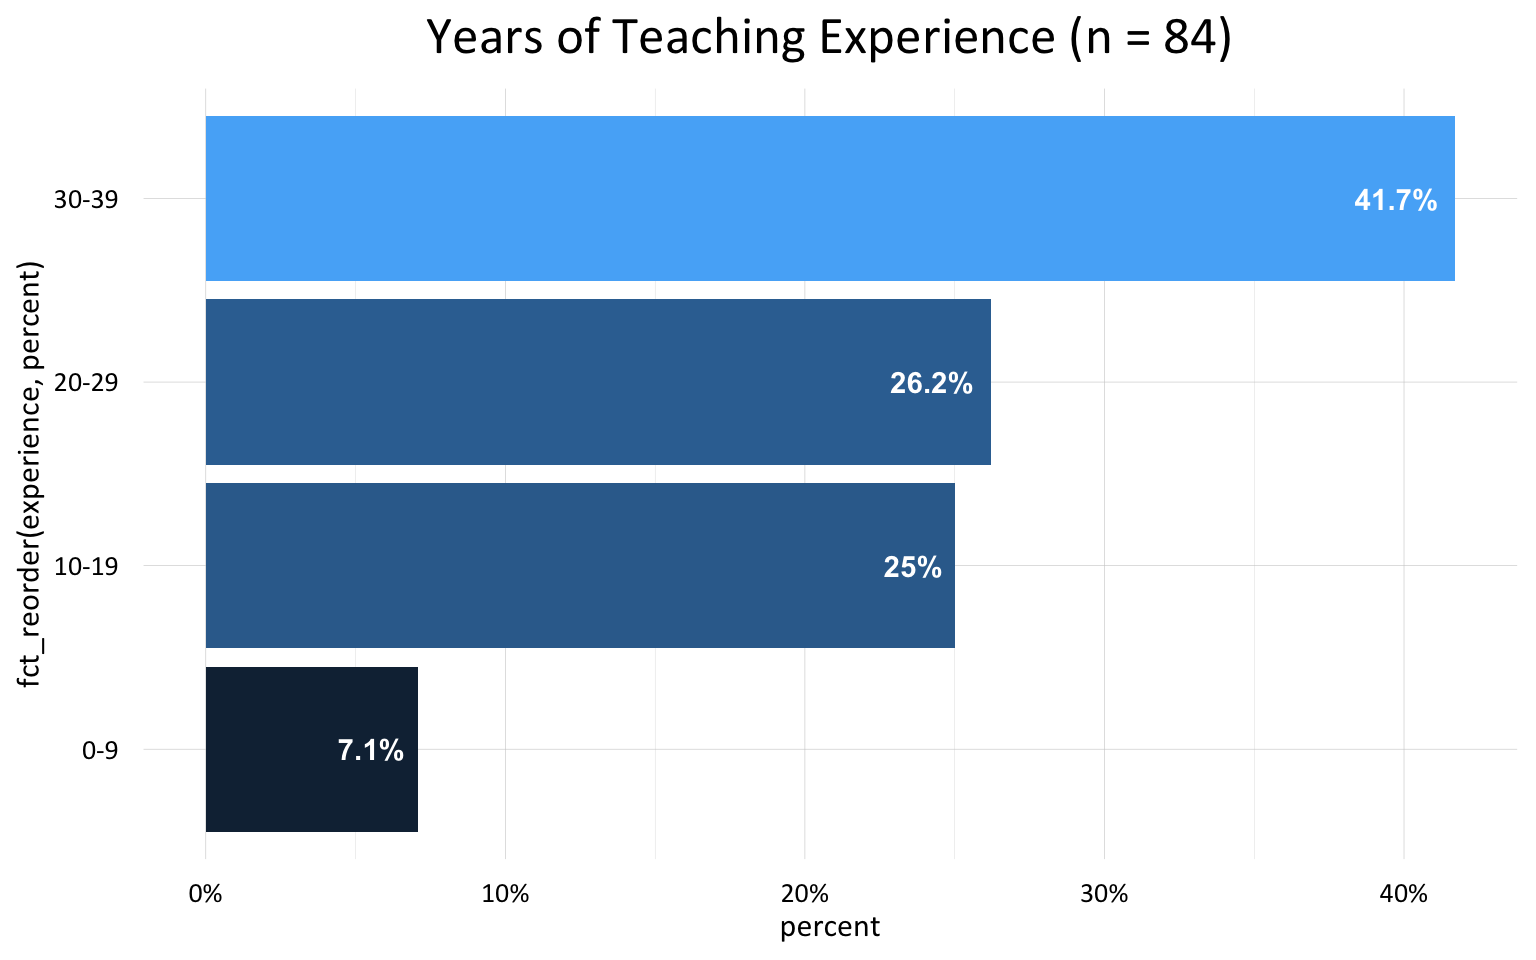 Years of Teaching Experience (n = 84)
fct_reorder(experience, percent)
30-39
41.7%
20-29
26.2%
10-19
25%
0-9
7.1%
0% 10% 20% 30% 40%
percent